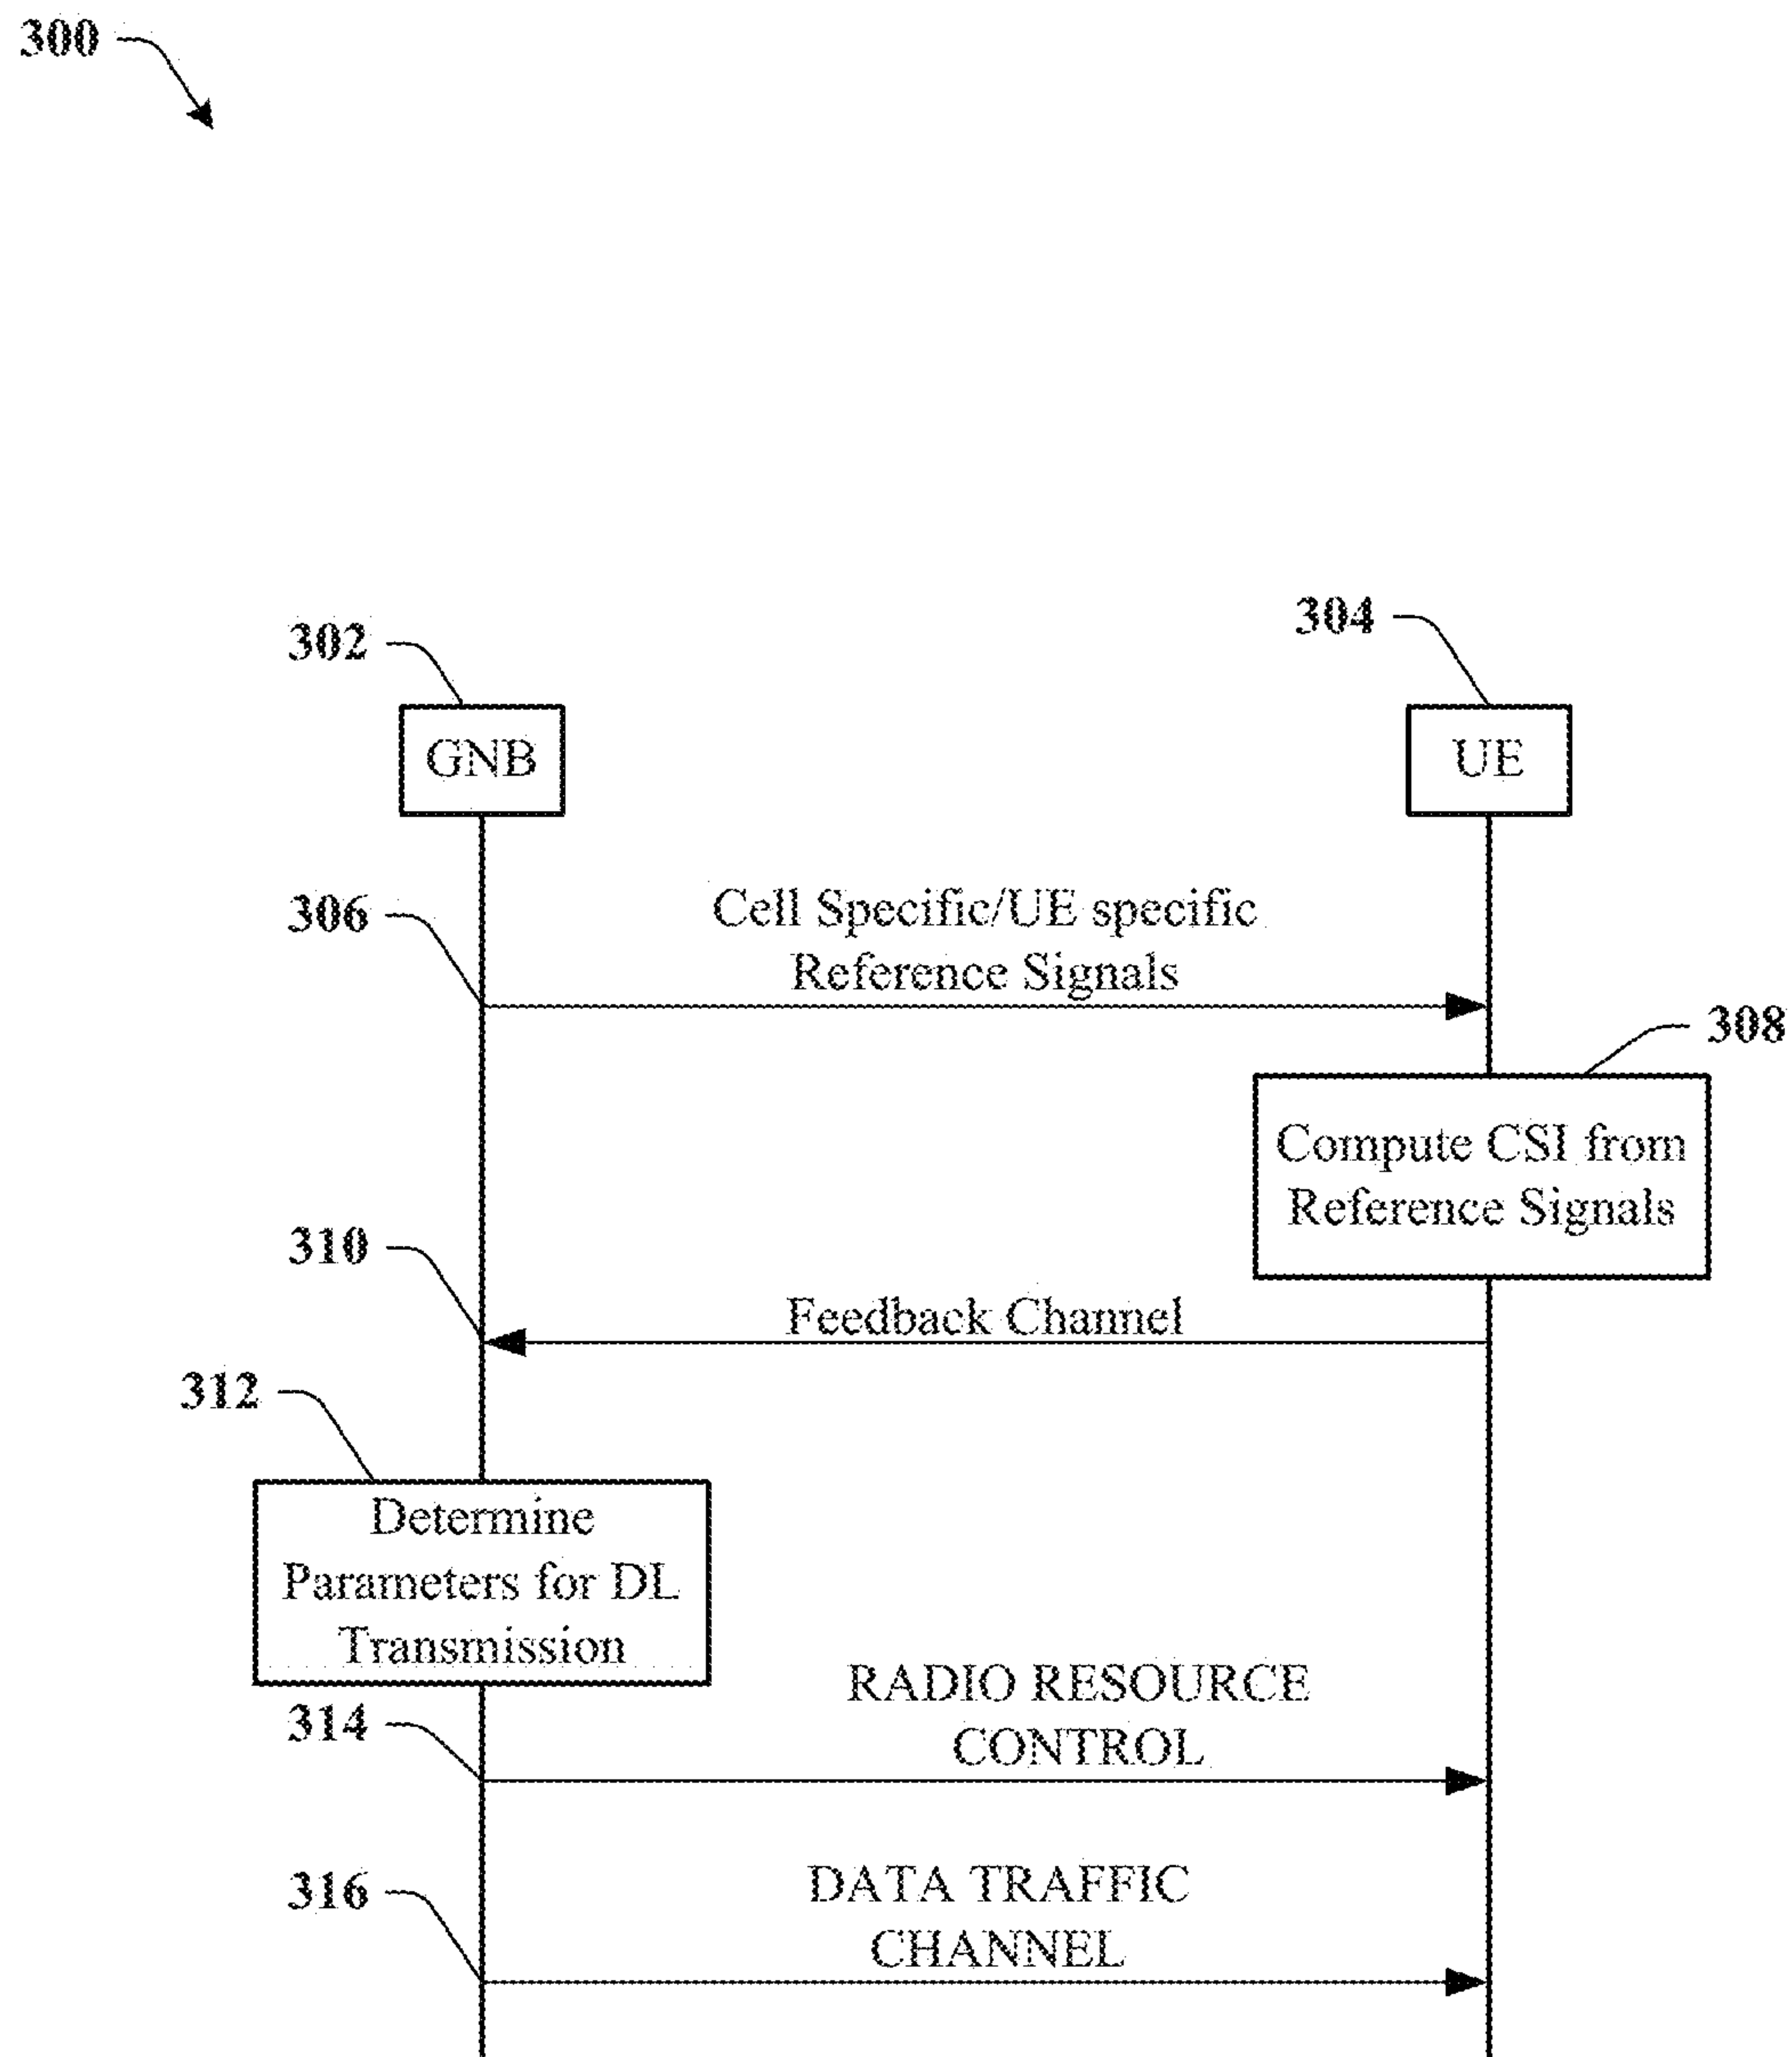 300
302
304
GNB
UE
306
Cell Specific/UE specific
Reference Signals
308
Compute CSI from
Reference Signals
310
Feedback Channel
312
Determine
Parameters for DL
Transmission
314
RADIO RESOURCE
CONTROL
316
DATA TRAFFIC
CHANNEL